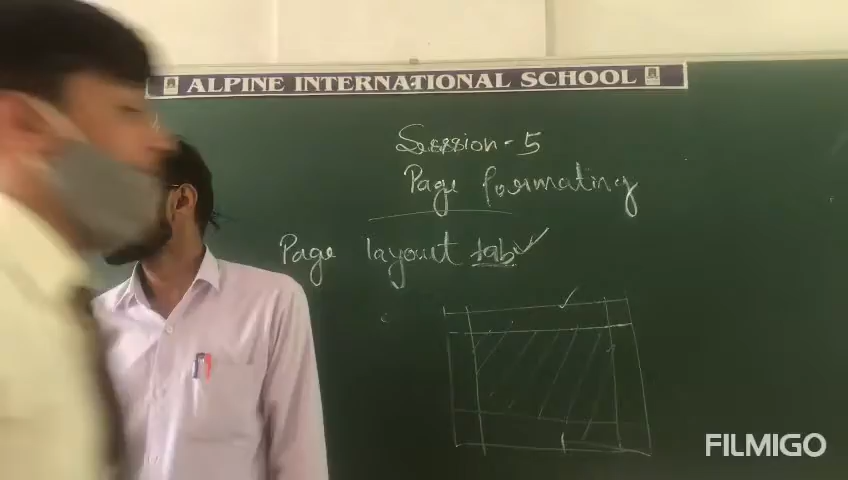 ALPINE INTERNATIONAL SCHOOL
Session-5
Page formating
Page layout tab
FILMIGO